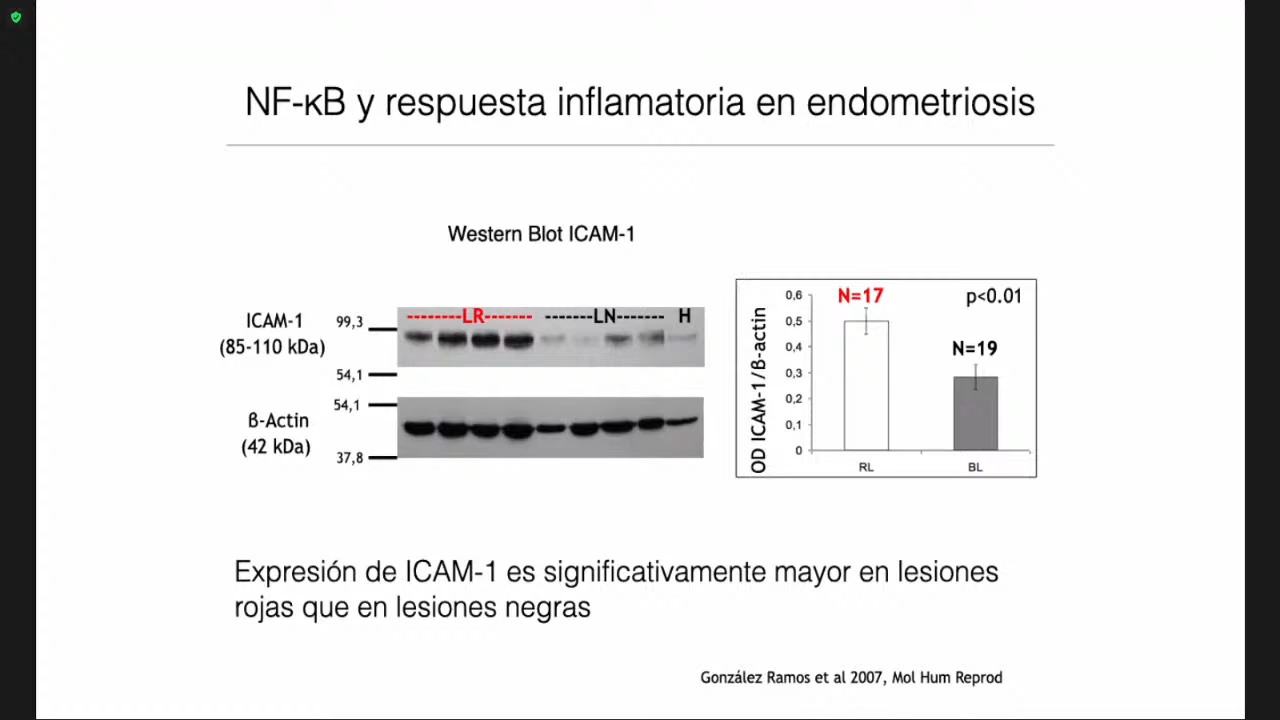 NF-κB y respuesta inflamatoria en endometriosis
Western Blot ICAM-1
ICAM-1
(85-110 kDa)
99,3
54,1
--------LR-------
-------LN-------
H
ß-Actin
(42 kDa)
54,1
37,8
OD ICAM-1/ß-actin
0,6
0,5
0,4
0,3
0,2
0,1
0
N=17
p<0.01
N=19
RL
BL
Expresión de ICAM-1 es significativamente mayor en lesiones
rojas que en lesiones negras
González Ramos et al 2007, Mol Hum Reprod